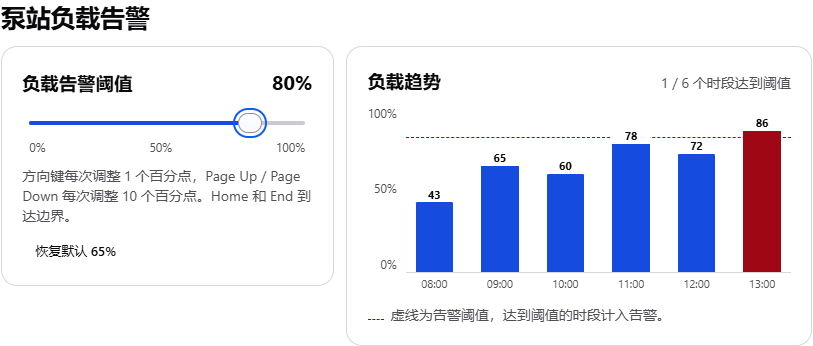 泵站负载告警
负载告警阈值
80%
0%
50%
100%
方向键每次调整 1 个百分点，Page Up / Page
Down 每次调整 10 个百分点。Home 和 End 到
达边界。
恢复默认 65%
负载趋势
1 / 6 个时段达到阈值
100%
50%
0%
43
65
60
78
72
86
08:00
09:00
10:00
11:00
12:00
13:00
虚线为告警阈值，达到阈值的时段计入告警。